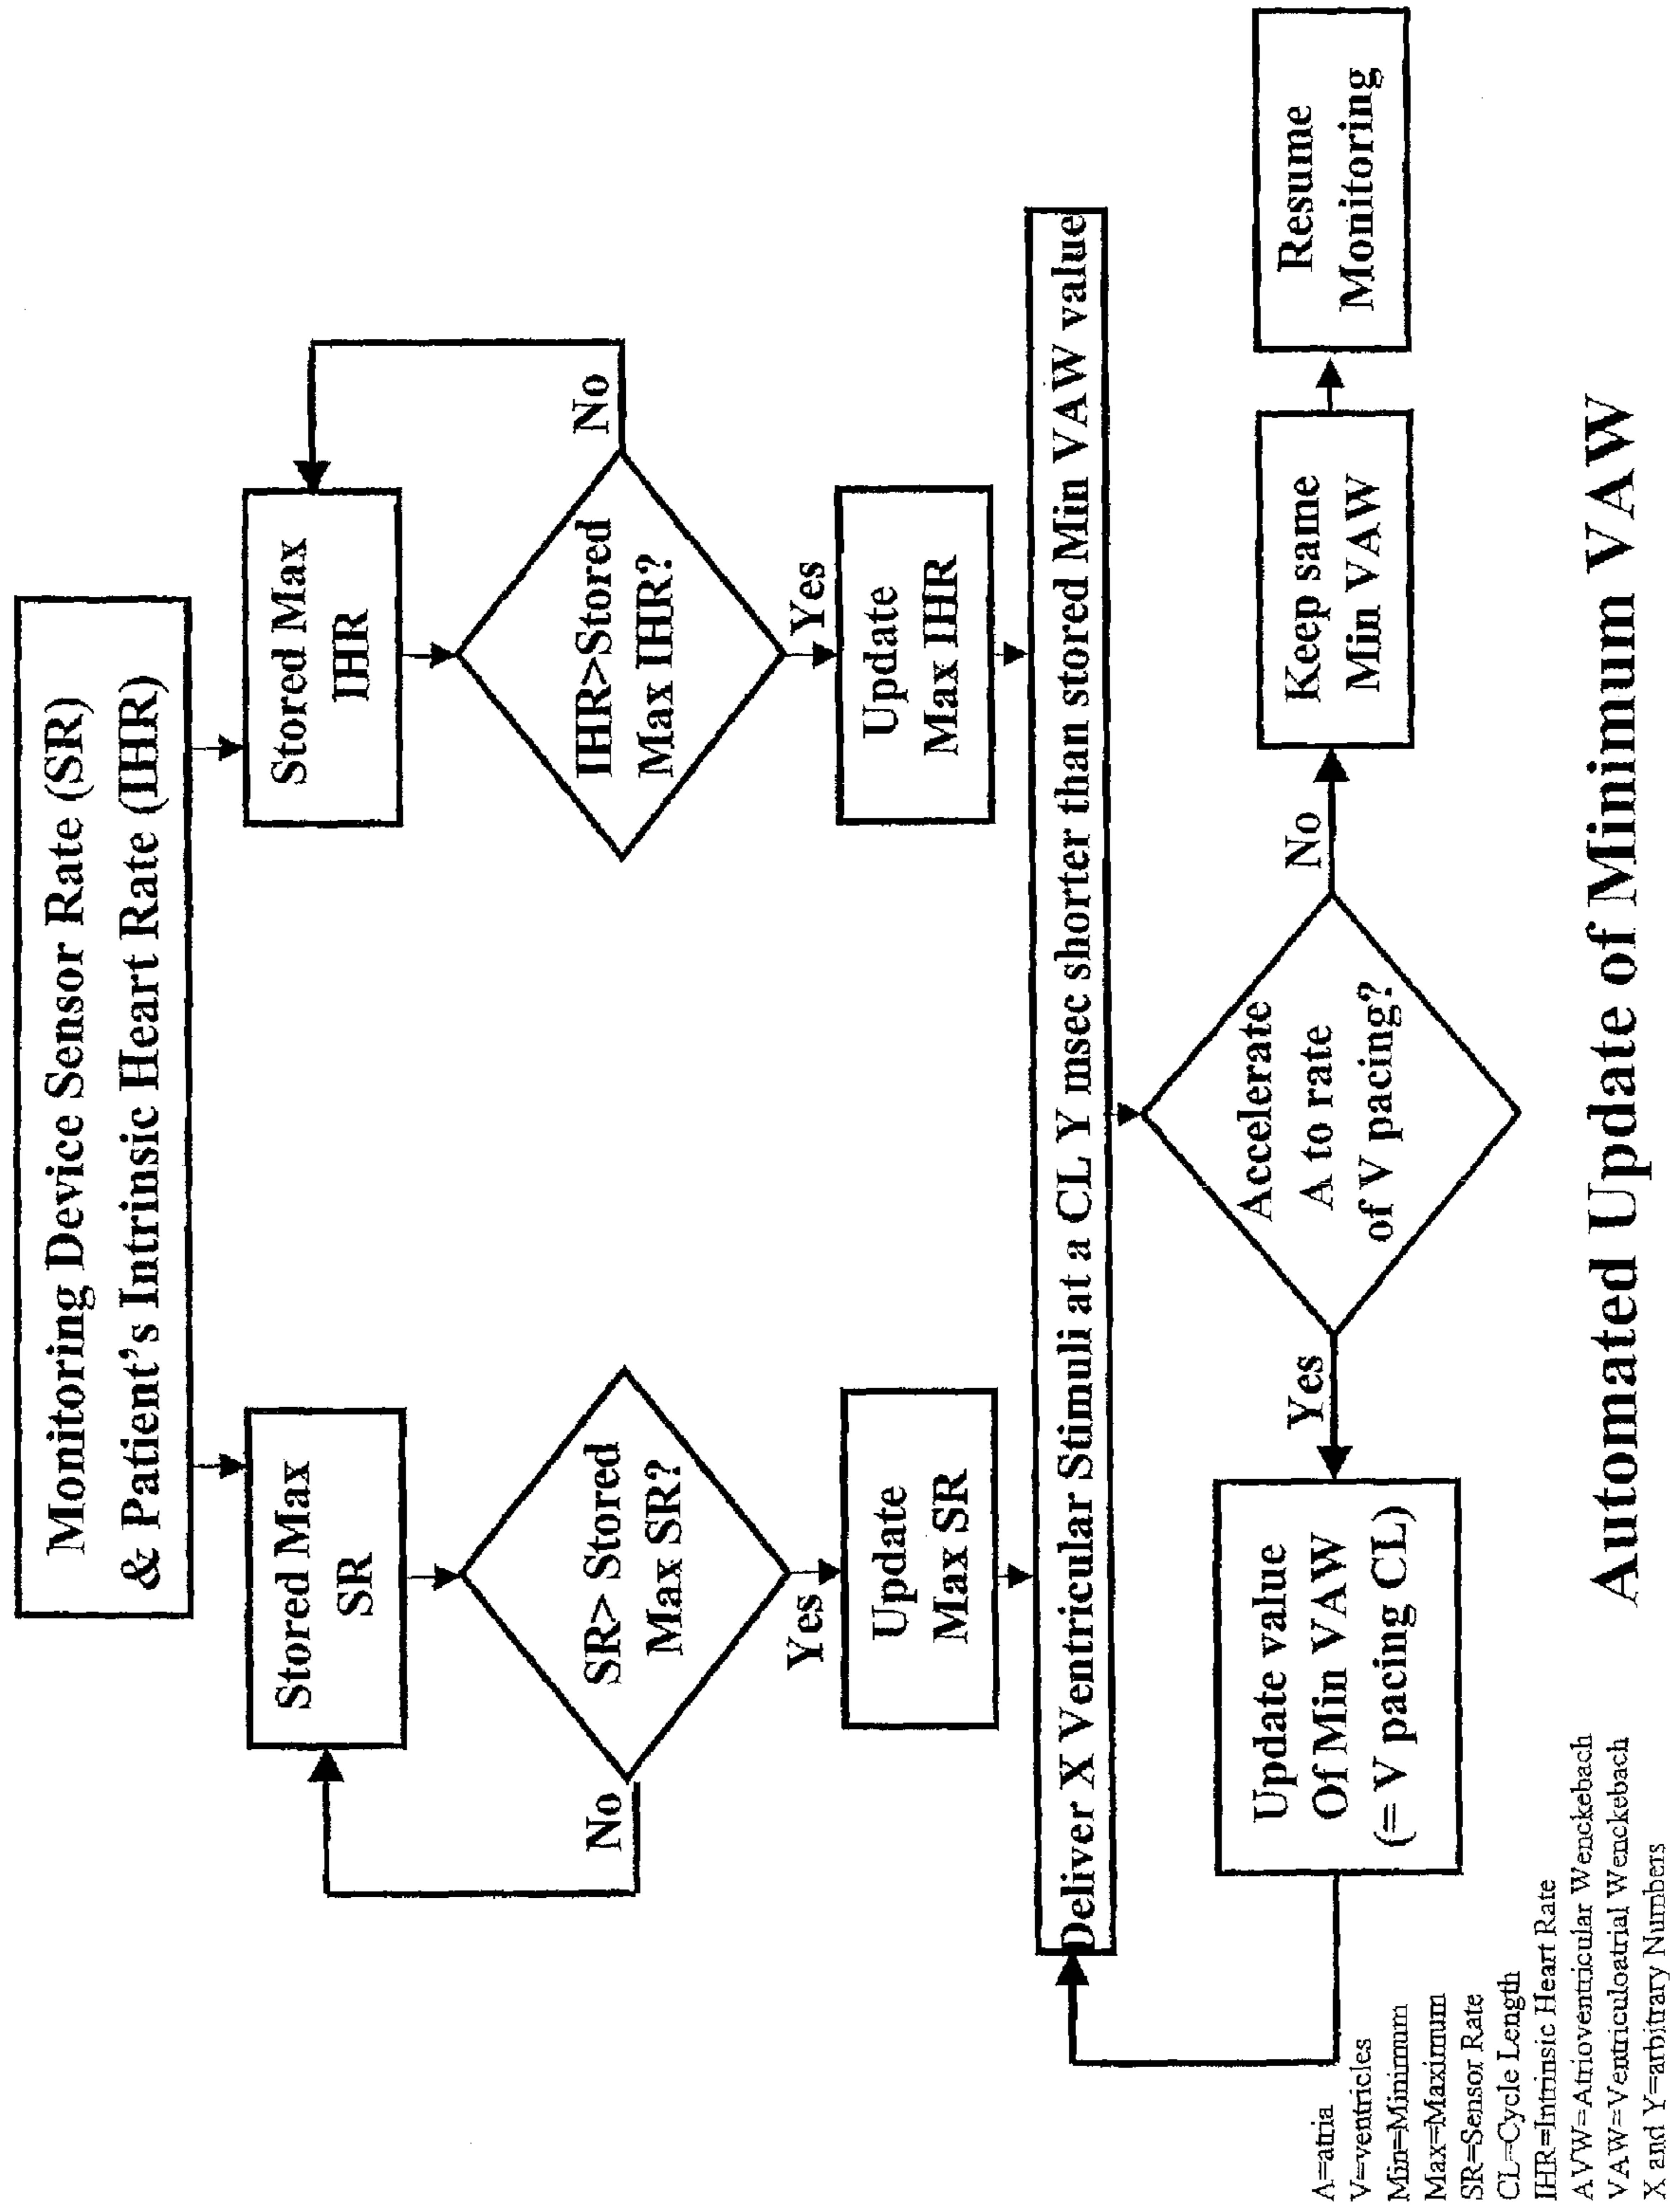 Monitoring Device Sensor Rate (SR)
& Patient's Intrinsic Heart Rate (IHR)
Stored Max
SR
Stored Max
IHR
SR> Stored
Max SR?
No
Yes
IHR>Stored
Max IHR?
No
Yes
Update
Max SR
Update
Max IHR
Deliver X Ventricular Stimuli at a CL Y msec shorter than stored Min VAW value
Accelerate
A to rate
of V pacing?
Yes
No
Update value
Of Min VAW
(= V pacing CL)
Keep same
Min VAW
Resume
Monitoring
A=atria
V=ventricles
Min=Minimum
Max=Maximum
SR=Sensor Rate
CL=Cycle Length
IHR=Intrinsic Heart Rate
AVW=Atrioventricular Wenckebach
VAW=Ventriculoatrial Wenckebach
X and Y=arbitrary Numbers
Automated Update of Minimum VAW